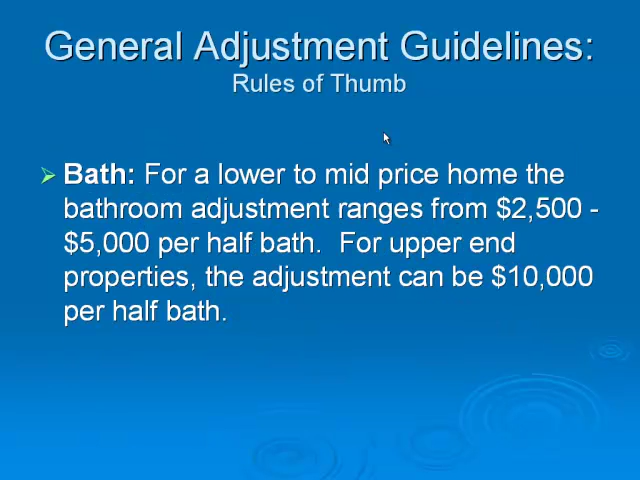 General Adjustment Guidelines:
Rules of Thumb
Bath: For a lower to mid price home the
bathroom adjustment ranges from $2,500 -
$5,000 per half bath.  For upper end
properties, the adjustment can be $10,000
per half bath.